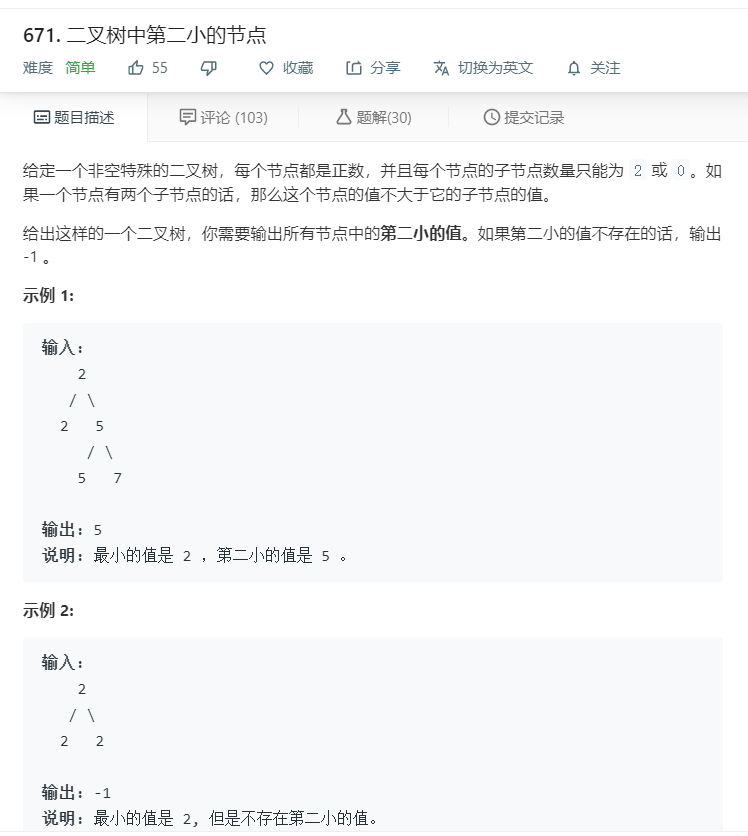 671. 二叉树中第二小的节点
难度 简单 55 收藏 分享 切换为英文 关注
题目描述 评论 (103) 题解(30) 提交记录
给定一个非空特殊的二叉树，每个节点都是正数，并且每个节点的子节点数量只能为 2 或 0。如
果一个节点有两个子节点的话，那么这个节点的值不大于它的子节点的值。
给出这样的一个二叉树，你需要输出所有节点中的第二小的值。如果第二小的值不存在的话，输出
-1 。
示例 1:
输入:
2
/ \
2 5
/ \
5 7
输出: 5
说明: 最小的值是 2 ，第二小的值是 5 。
示例 2:
输入:
2
/ \
2 2
输出: -1
说明: 最小的值是 2, 但是不存在第二小的值。